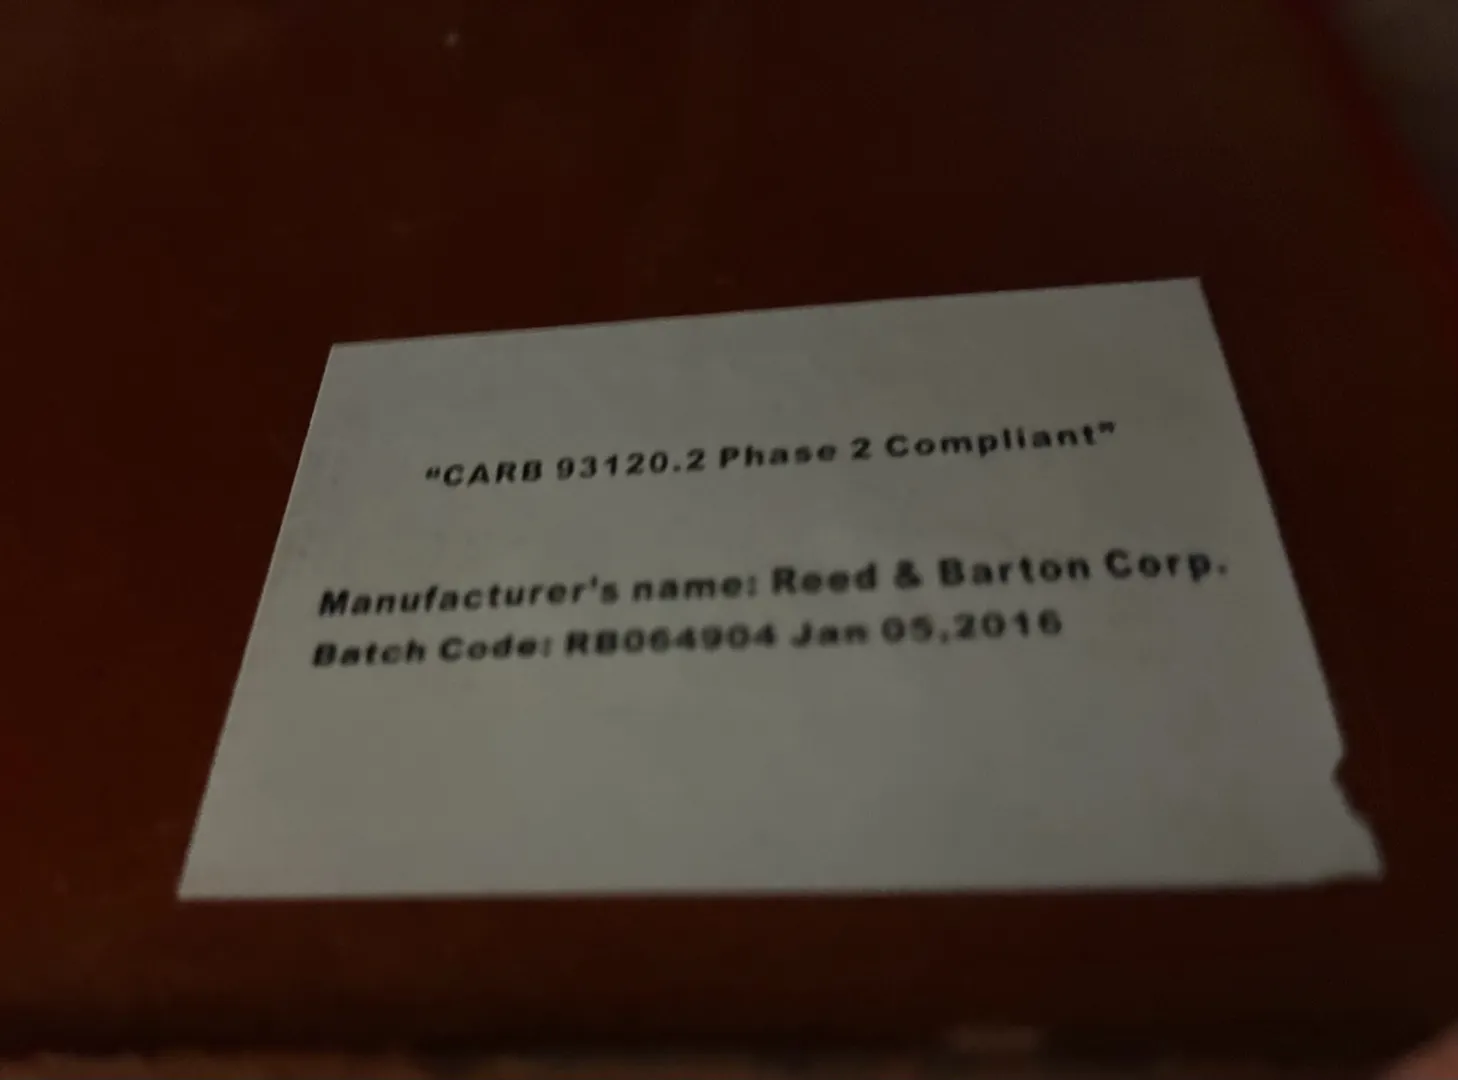 "CARB 93120.2 Phase 2 Compliant"
Manufacturer's name: Reed & Barton Corp.
Batch Code: RB064904 Jan 05,2016